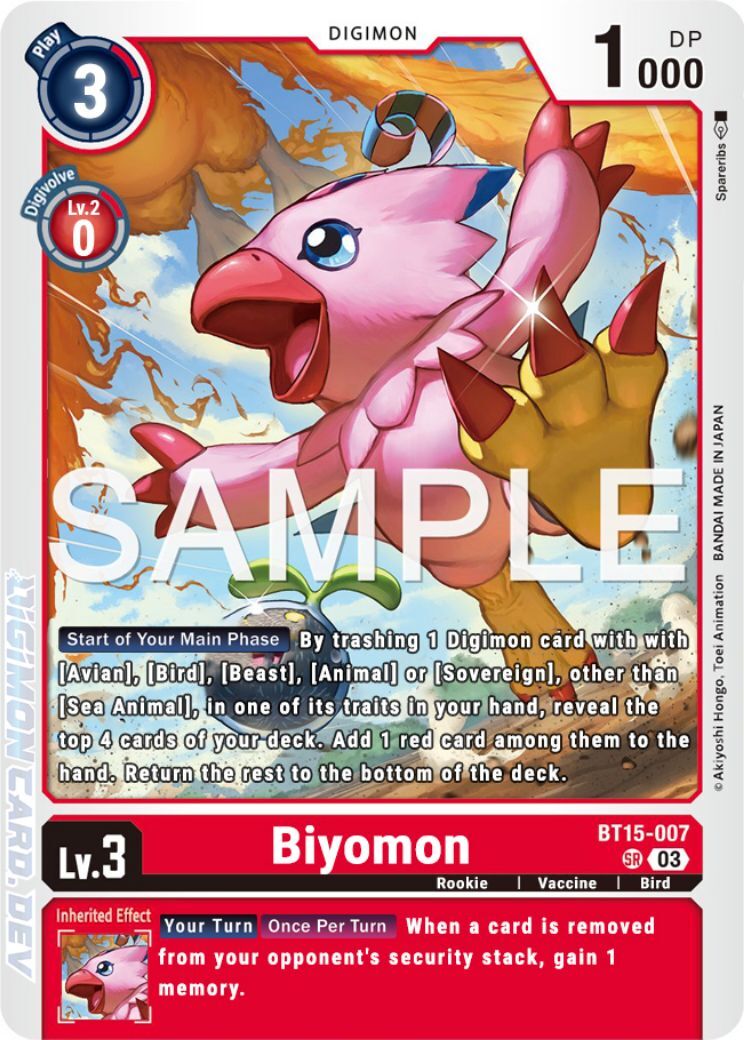 DIGIMON
Play
3
1000
DP
Digivolve
Lv.2
0
Spareribs
SAMPLE
Start of Your Main Phase By trashing 1 Digimon card with with
[Avian], [Bird], [Beast], [Animal] or [Sovereign], other than
[Sea Animal], in one of its traits in your hand, reveal the
top 4 cards of your deck. Add 1 red card among them to the
hand. Return the rest to the bottom of the deck.
©Akiyoshi Hongo, Toei Animation BANDAI MADE IN JAPAN
DIGIMONCARD.DEV
Lv.3
Biyomon
BT15-007
SR 03
Rookie | Vaccine | Bird
Inherited Effect
Your Turn Once Per Turn When a card is removed
from your opponent's security stack, gain 1
memory.